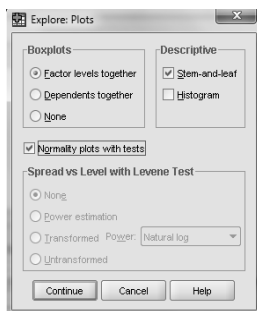 Explore: Plots
Boxplots
Factor levels together
Dependents together
None
Descriptive
Stem-and-leaf
Histogram
Normality plots with tests
Spread vs Level with Levene Test
None
Power estimation
Transformed Power: Natural log
Untransformed
Continue Cancel Help